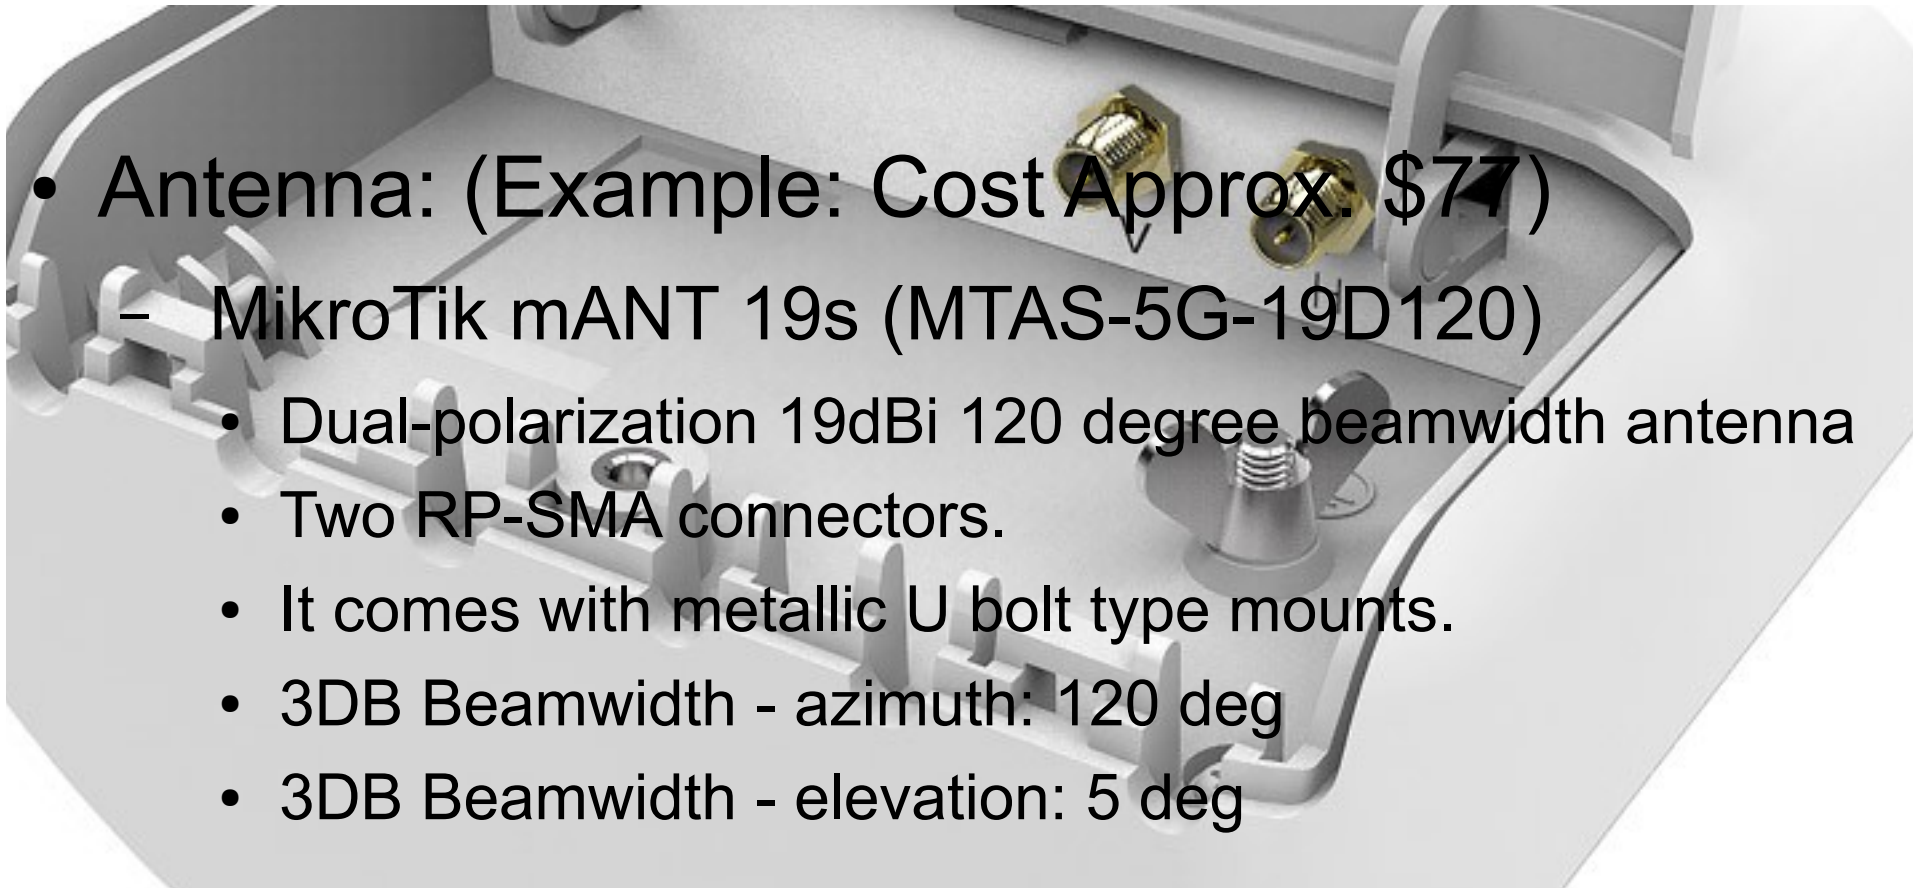 • Antenna: (Example: Cost Approx. $77)
– MikroTik mANT 19s (MTAS-5G-19D120)
• Dual-polarization 19dBi 120 degree beamwidth antenna
• Two RP-SMA connectors.
• It comes with metallic U bolt type mounts.
• 3DB Beamwidth - azimuth: 120 deg
• 3DB Beamwidth - elevation: 5 deg
V
H